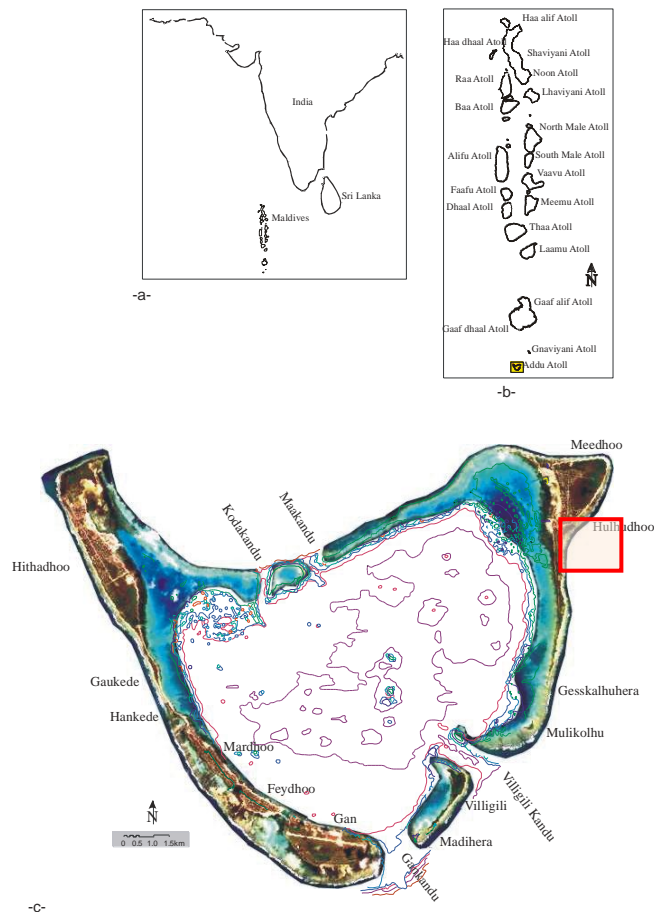 India
Sri Lanka
Maldives
-a-
Haa alif Atoll
Haa dhaal Atoll
Shaviyani Atoll
Noon Atoll
Raa Atoll
Lhaviyani Atoll
Baa Atoll
North Male Atoll
Alifu Atoll
South Male Atoll
Vaavu Atoll
Faafu Atoll
Dhaal Atoll
Meemu Atoll
Thaa Atoll
Laamu Atoll
N
Gaaf alif Atoll
Gaaf dhaal Atoll
Gnaviyani Atoll
Addu Atoll
-b-
Meedhoo
Kodakandu
Maakandu
Hulhudhoo
Hithadhoo
Gaukede
Gesskalhuhera
Hankede
Mulikolhu
Mardhoo
Feydhoo
Villigili Kandu
Villigili
Gan
N
Madihera
0 0.5 1.0 1.5km
Gankandu
-c-